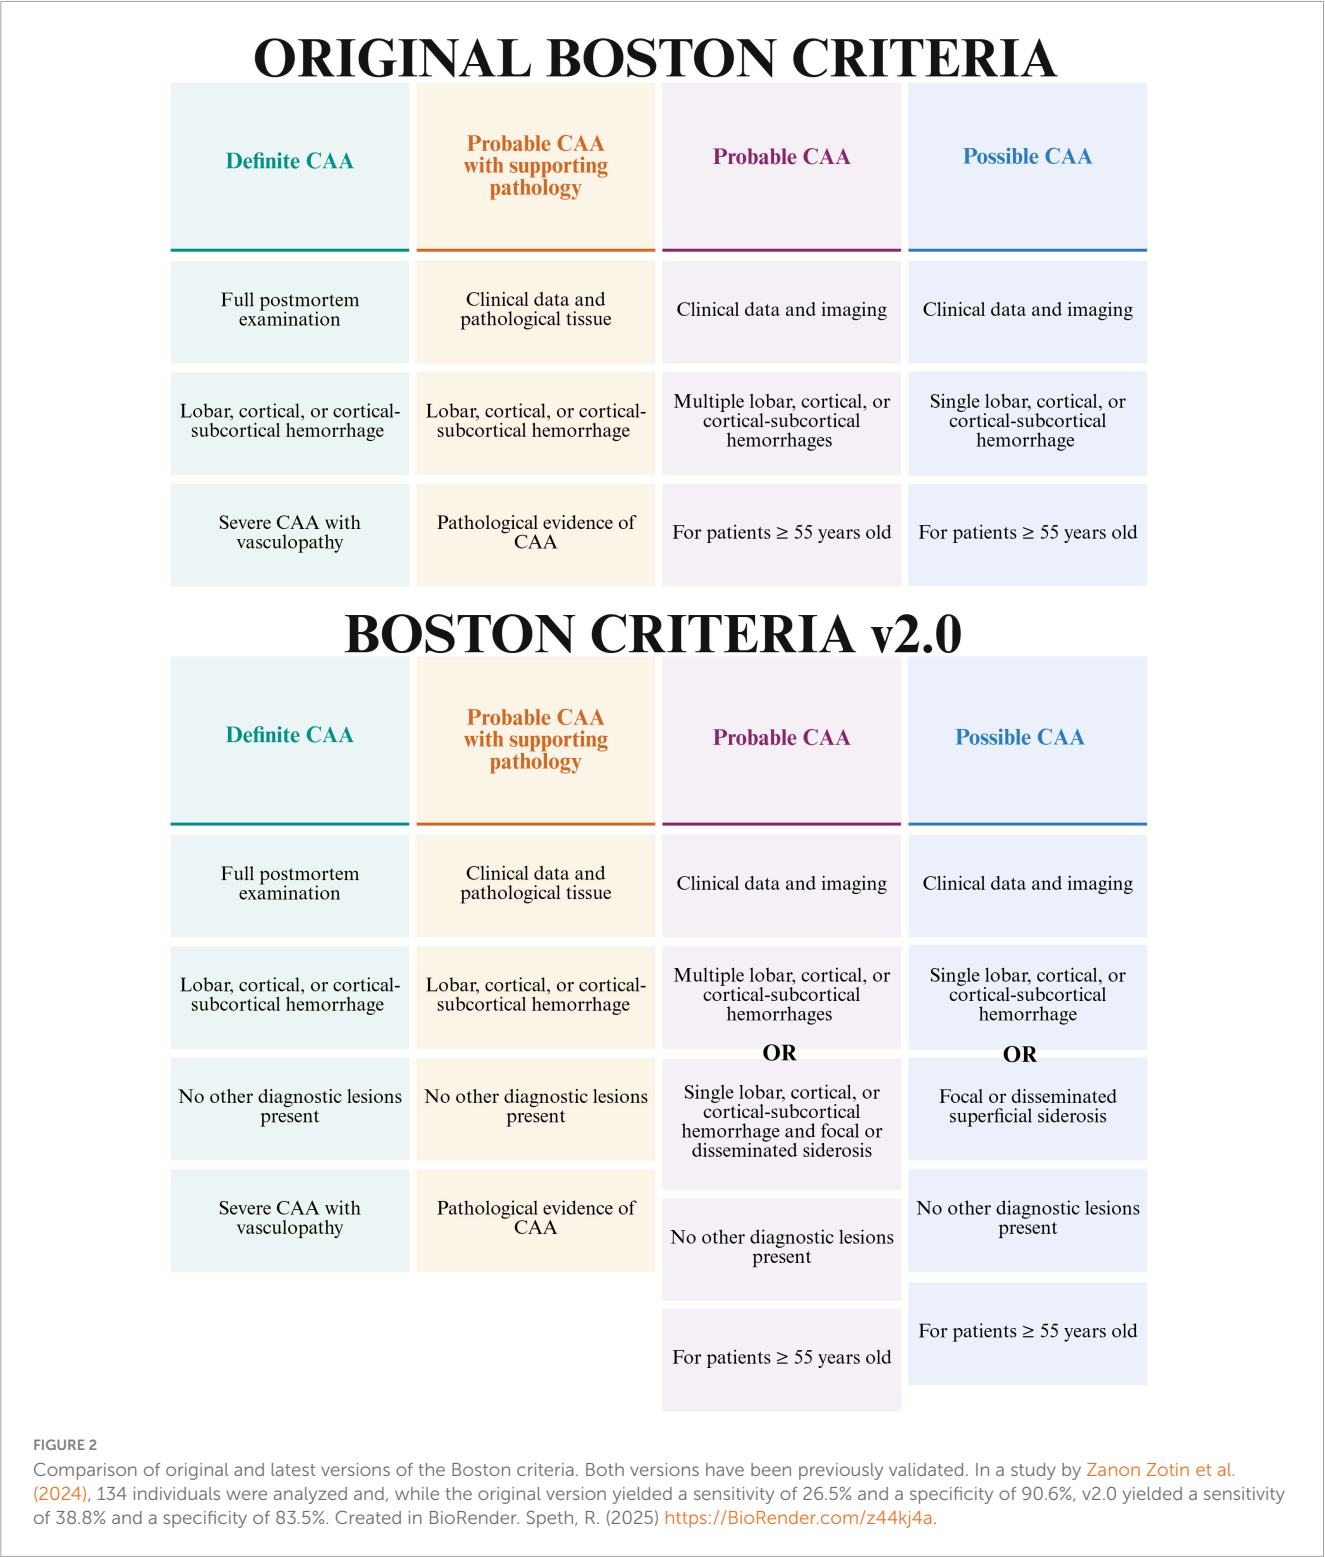 ORIGINAL BOSTON CRITERIA
Definite CAA
Probable CAA
with supporting
pathology
Probable CAA
Possible CAA
Full postmortem
examination
Clinical data and
pathological tissue
Clinical data and imaging
Clinical data and imaging
Lobar, cortical, or cortical-
subcortical hemorrhage
Lobar, cortical, or cortical-
subcortical hemorrhage
Multiple lobar, cortical, or
cortical-subcortical
hemorrhages
Single lobar, cortical, or
cortical-subcortical
hemorrhage
Severe CAA with
vasculopathy
Pathological evidence of
CAA
For patients ≥ 55 years old
For patients ≥ 55 years old
BOSTON CRITERIA v2.0
Definite CAA
Probable CAA
with supporting
pathology
Probable CAA
Possible CAA
Full postmortem
examination
Clinical data and
pathological tissue
Clinical data and imaging
Clinical data and imaging
Lobar, cortical, or cortical-
subcortical hemorrhage
Lobar, cortical, or cortical-
subcortical hemorrhage
Multiple lobar, cortical, or
cortical-subcortical
hemorrhages
Single lobar, cortical, or
cortical-subcortical
hemorrhage
OR
OR
No other diagnostic lesions
present
No other diagnostic lesions
present
Single lobar, cortical, or
cortical-subcortical
hemorrhage and focal or
disseminated siderosis
Focal or disseminated
superficial siderosis
Severe CAA with
vasculopathy
Pathological evidence of
CAA
No other diagnostic lesions
present
No other diagnostic lesions
present
For patients ≥ 55 years old
For patients ≥ 55 years old
FIGURE 2
Comparison of original and latest versions of the Boston criteria. Both versions have been previously validated. In a study by Zanon Zotin et al.
(2024), 134 individuals were analyzed and, while the original version yielded a sensitivity of 26.5% and a specificity of 90.6%, v2.0 yielded a sensitivity
of 38.8% and a specificity of 83.5%. Created in BioRender. Speth, R. (2025) https://BioRender.com/z44kj4a.